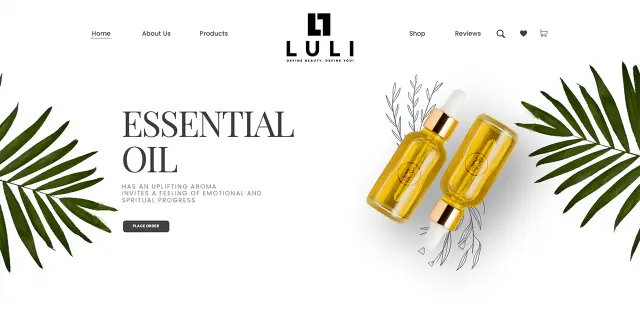 Home
About Us
Products
LULI
DEFINE BEAUTY. DEFINE YOU!
Shop
Reviews
ESSENTIAL
OIL
HAS AN UPLIFTING AROMA
INVITES A FEELING OF EMOTIONAL AND
SPRITUAL PROGRESS
PLACE ORDER